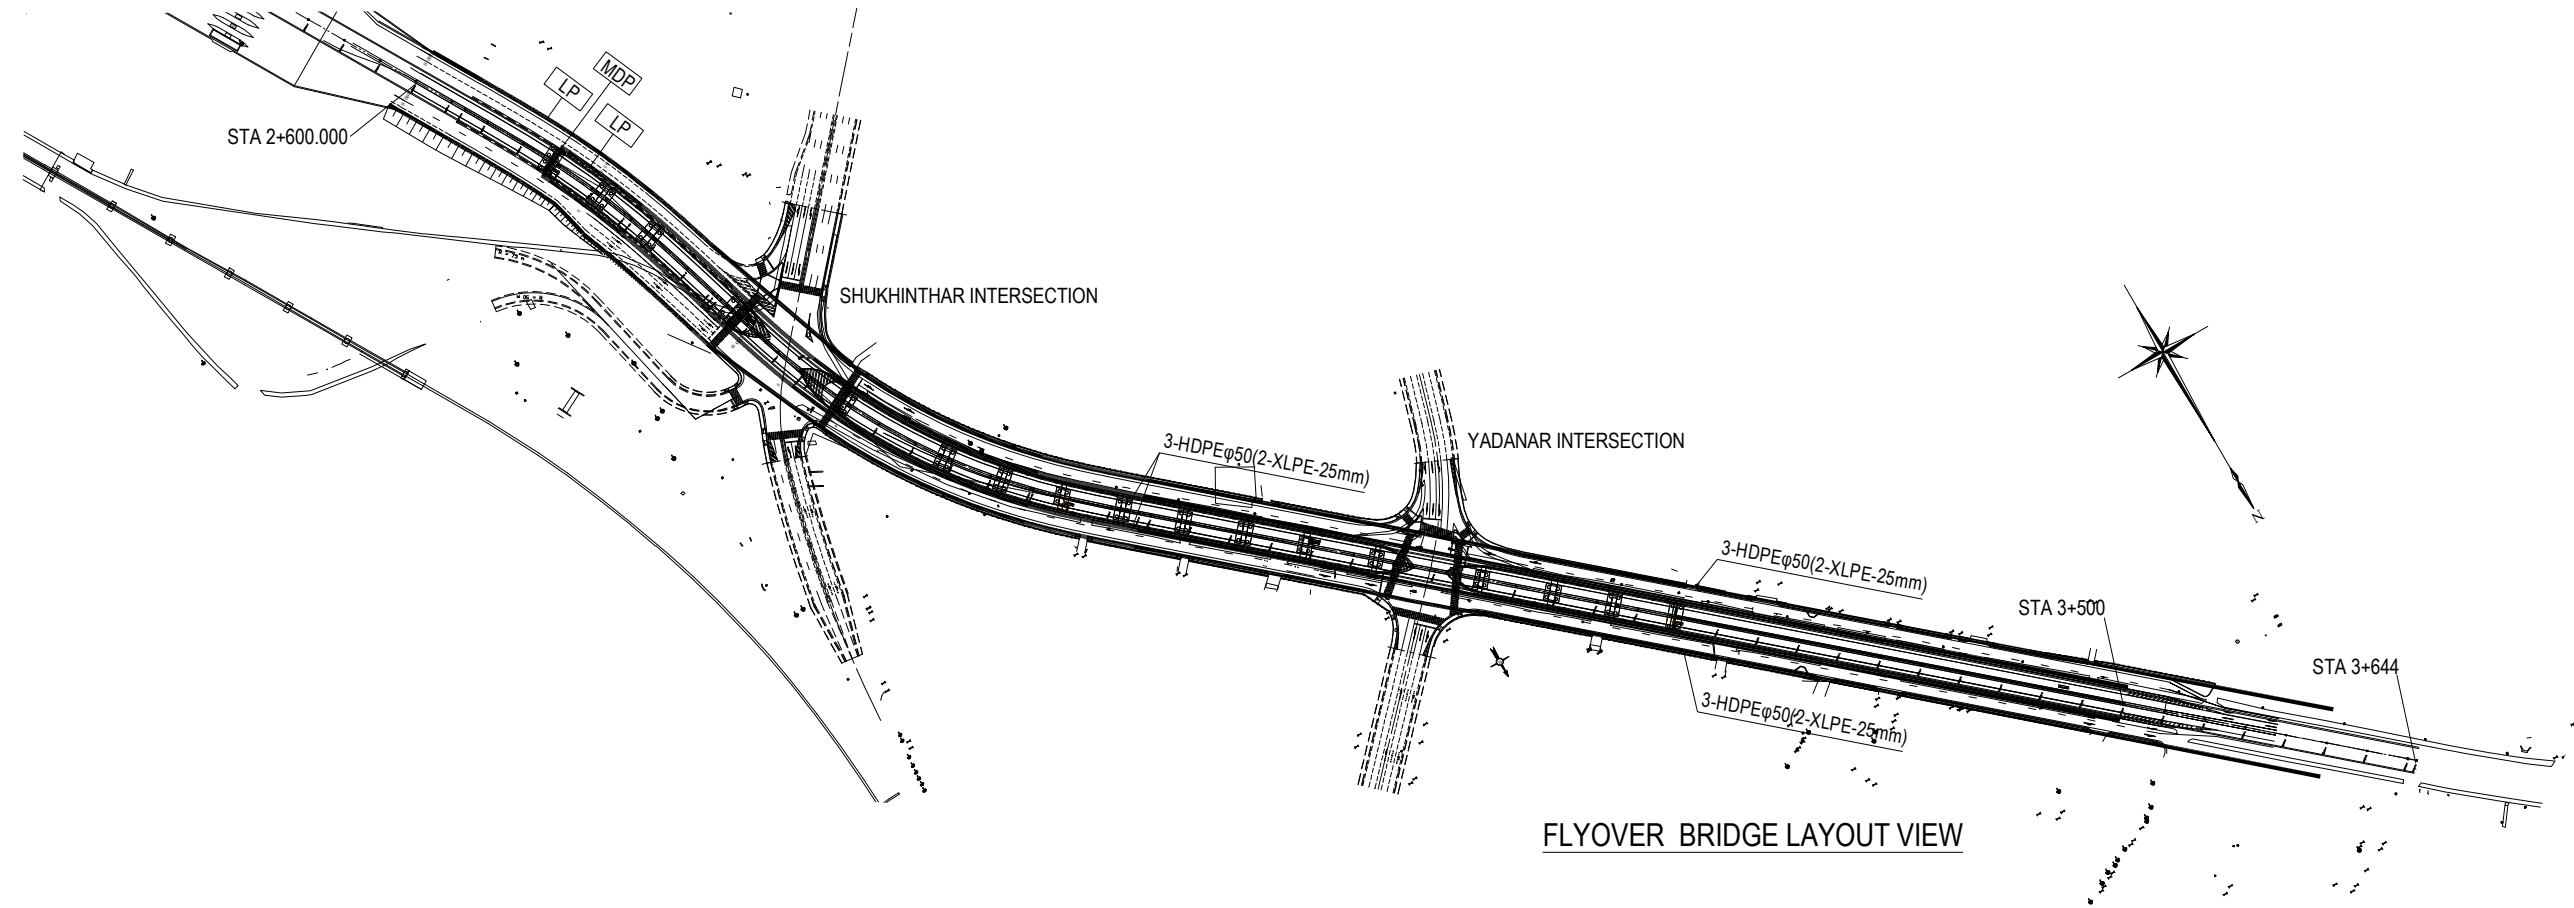 MDP
LP
LP
STA 2+600.000
SHUKHINTHAR INTERSECTION
YADANAR INTERSECTION
3-HDPEφ50(2-XLPE-25mm)
N
3-HDPEφ50(2-XLPE-25mm)
STA 3+500
STA 3+644
3-HDPEφ50(2-XLPE-25mm)
FLYOVER BRIDGE LAYOUT VIEW